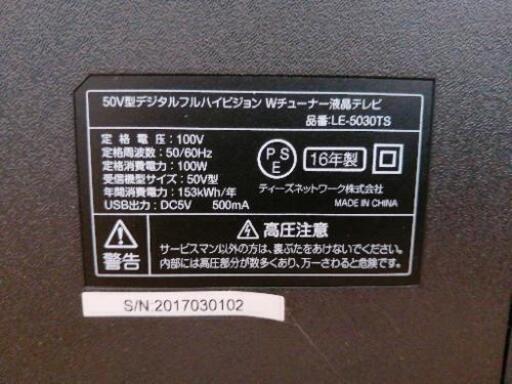 50V型デジタルフルハイビジョン Wチューナー液晶テレビ
品番:LE-5030TS
定格電圧:100V
定格周波数:50/60Hz
定格消費電力:100W
受信機型サイズ:50V型
年間消費電力:153kWh/年
USB出力:DC5V 500mA
PSE
16年製
ティーズネットワーク株式会社
MADE IN CHINA
警告
高圧注意
サービスマン以外の方は、裏ぶたをあけないでください。
内部には高圧部分が数多くあり、万一さわると危険です。
S/N:2017030102